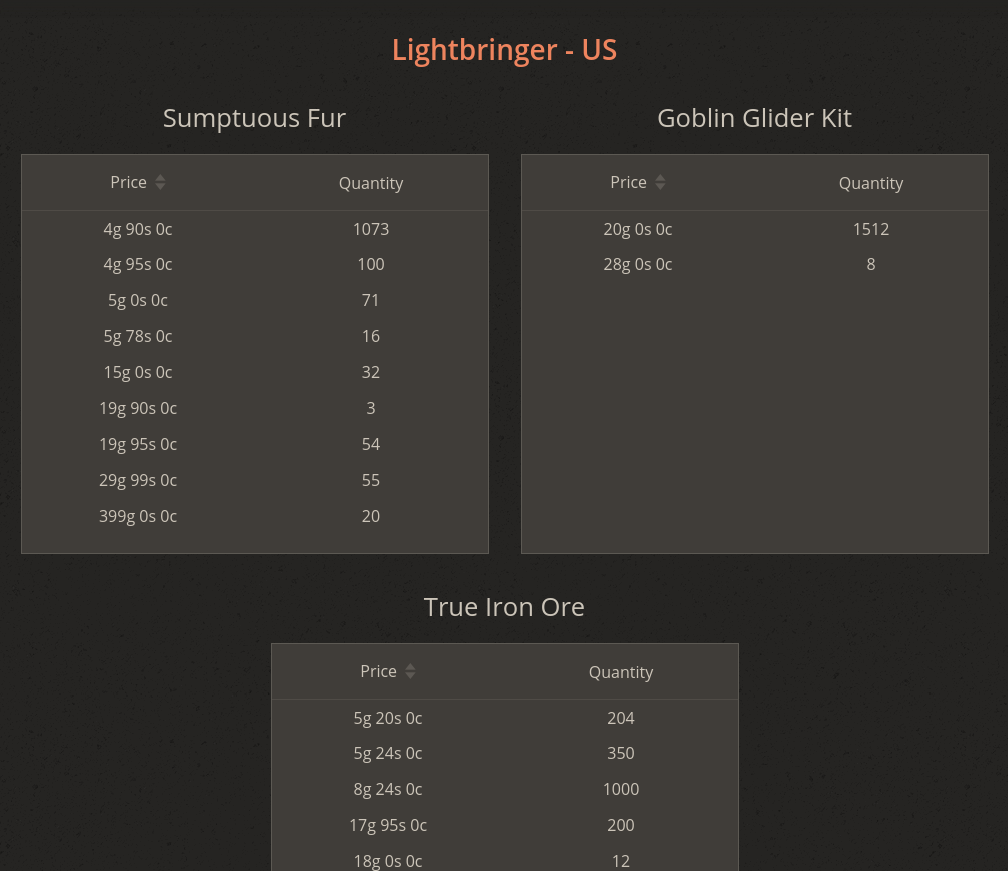 Lightbringer - US
Sumptuous Fur
Price Quantity
4g 90s 0c 1073
4g 95s 0c 100
5g 0s 0c 71
5g 78s 0c 16
15g 0s 0c 32
19g 90s 0c 3
19g 95s 0c 54
29g 99s 0c 55
399g 0s 0c 20
Goblin Glider Kit
Price Quantity
20g 0s 0c 1512
28g 0s 0c 8
True Iron Ore
Price Quantity
5g 20s 0c 204
5g 24s 0c 350
8g 24s 0c 1000
17g 95s 0c 200
18g 0s 0c 12